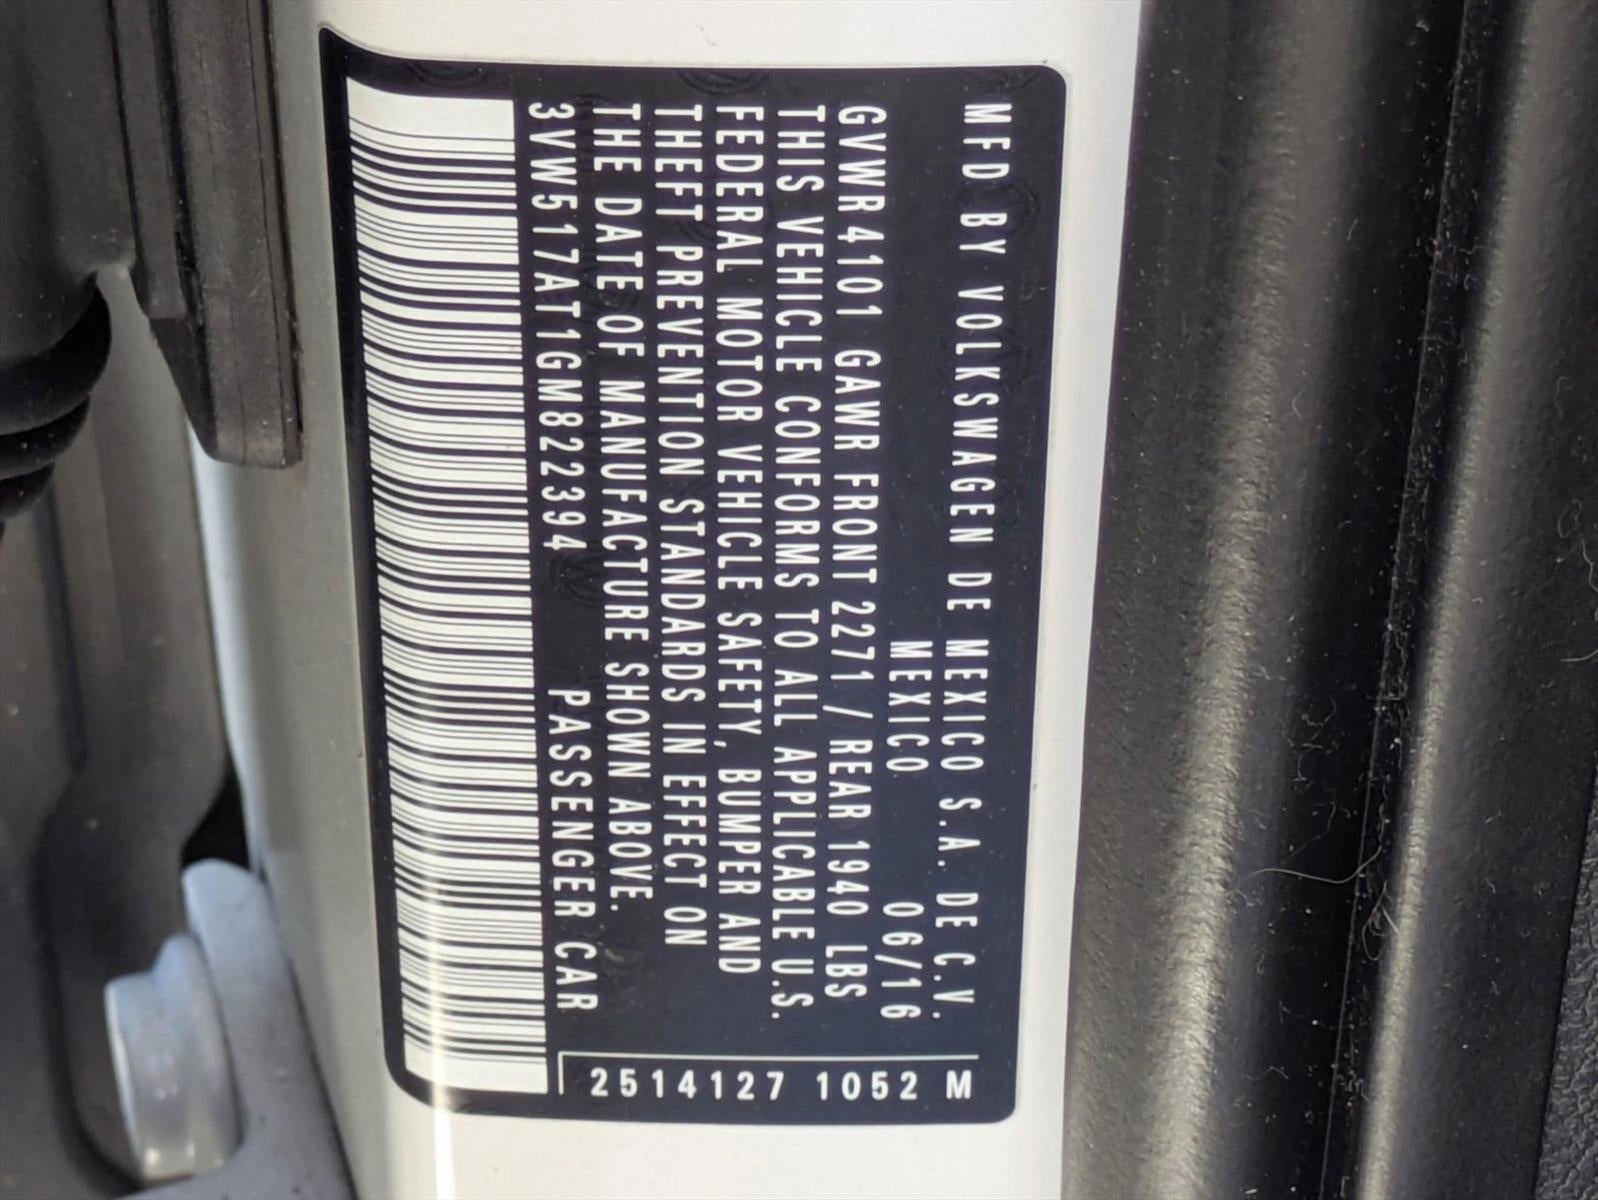 MFD BY VOLKSWAGEN DE MEXICO S.A. DE C.V.
MEXICO 06/16
GVWR 4101 GAWR FRONT 2271 / REAR 1940 LBS
THIS VEHICLE CONFORMS TO ALL APPLICABLE U.S.
FEDERAL MOTOR VEHICLE SAFETY, BUMPER AND
THEFT PREVENTION STANDARDS IN EFFECT ON
THE DATE OF MANUFACTURE SHOWN ABOVE.
3VW517AT1GM822394 PASSENGER CAR
2514127 1052 M